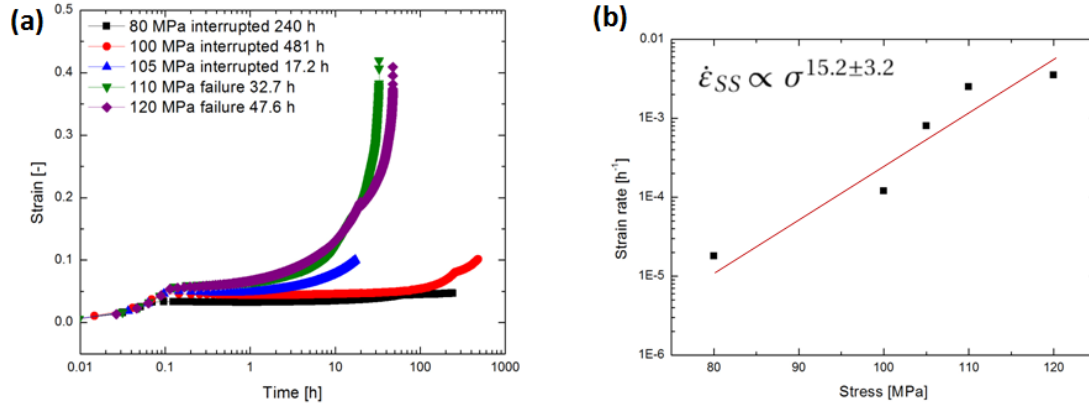 (a)
80 MPa interrupted 240 h
100 MPa interrupted 481 h
105 MPa interrupted 17.2 h
110 MPa failure 32.7 h
120 MPa failure 47.6 h
0.5
0.4
0.3
0.2
0.1
0.0
Strain [-]
0.01 0.1 1 10 100 1000
Time [h]
(b)
ε̇SS ∝ σ^15.2±3.2
0.01
1E-3
1E-4
1E-5
1E-6
Strain rate [h⁻¹]
80 90 100 110 120
Stress [MPa]